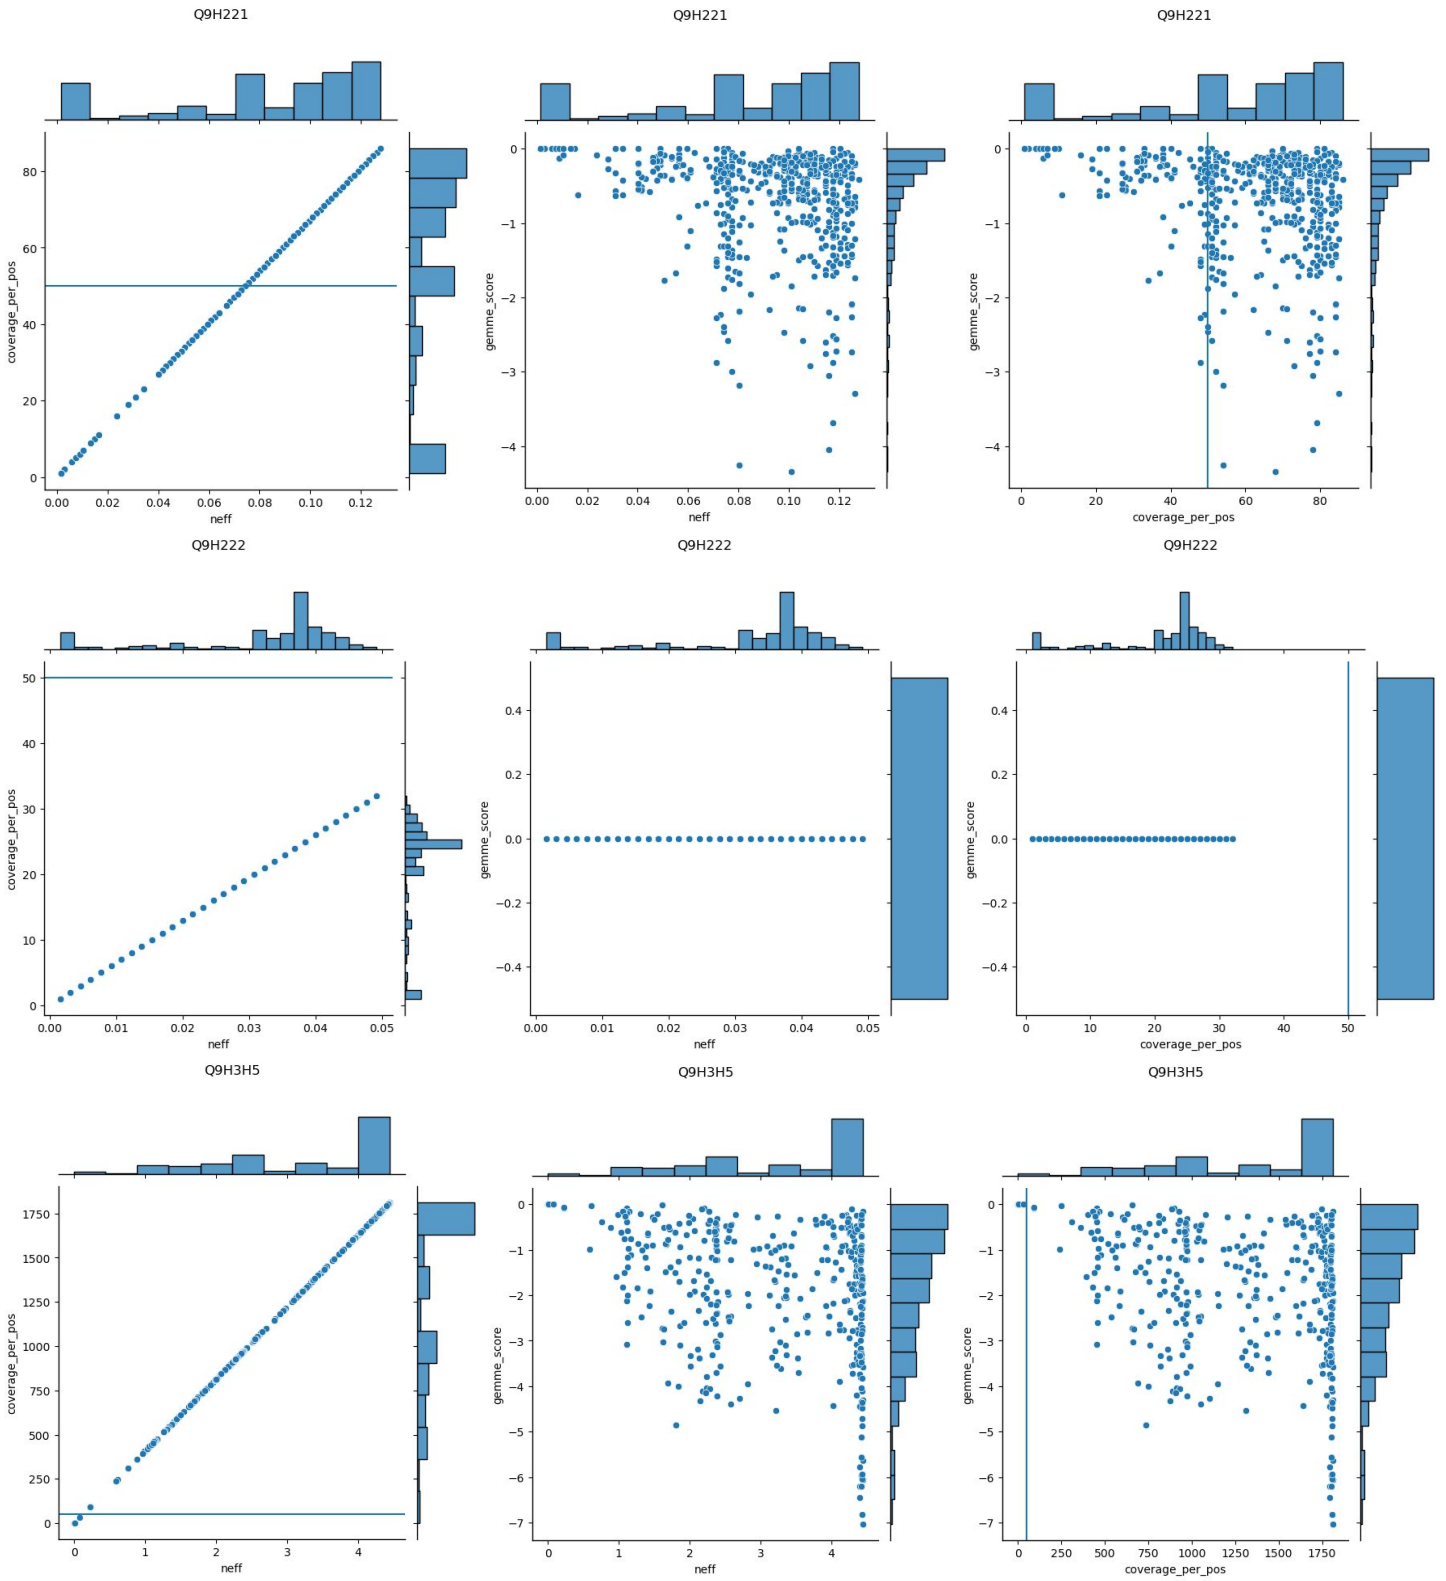 Q9H221
Q9H221
Q9H221
80
60
40
20
0
coverage_per_pos
0.00 0.02 0.04 0.06 0.08 0.10 0.12
neff
0
−1
−2
−3
−4
gemme_score
0.00 0.02 0.04 0.06 0.08 0.10 0.12
neff
0
−1
−2
−3
−4
gemme_score
0 20 40 60 80
coverage_per_pos
Q9H222
Q9H222
Q9H222
50
40
30
20
10
0
coverage_per_pos
0.00 0.01 0.02 0.03 0.04 0.05
neff
0.4
0.2
0.0
−0.2
−0.4
gemme_score
0.00 0.01 0.02 0.03 0.04 0.05
neff
0.4
0.2
0.0
−0.2
−0.4
gemme_score
0 10 20 30 40 50
coverage_per_pos
Q9H3H5
Q9H3H5
Q9H3H5
1750
1500
1250
1000
750
500
250
0
coverage_per_pos
0 1 2 3 4
neff
0
−1
−2
−3
−4
−5
−6
−7
gemme_score
0 1 2 3 4
neff
0
−1
−2
−3
−4
−5
−6
−7
gemme_score
0 250 500 750 1000 1250 1500 1750
coverage_per_pos